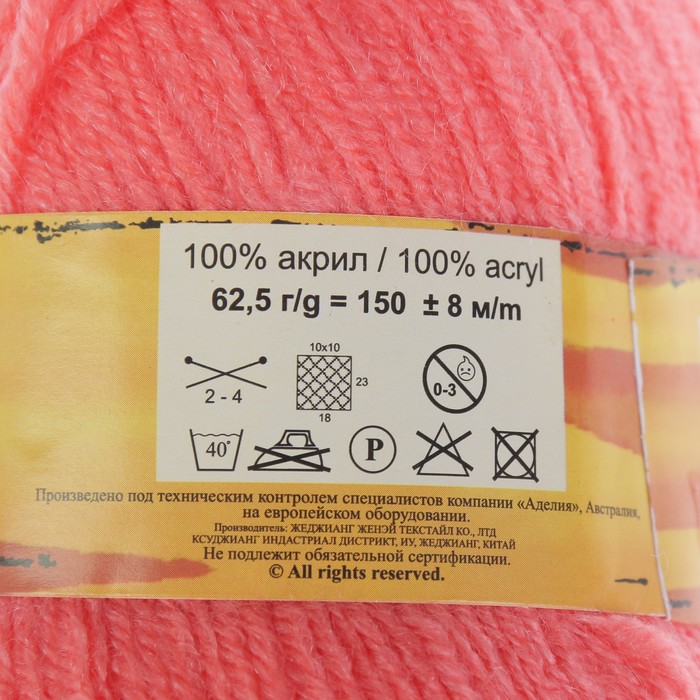 100% акрил / 100% acryl
62,5 г/g = 150 ± 8 м/m
10x10
23
18
2 - 4
0-3
40°
P
Произведено под техническим контролем специалистов компании «Аделия», Австралия,
на европейском оборудовании.
Производитель: ЖЕДЖИАНГ ЖЕНЭЙ ТЕКСТАЙЛ КО., ЛТД
КСУДЖИАНГ ИНДАСТРИАЛ ДИСТРИКТ, ИУ, ЖЕДЖИАНГ, КИТАЙ
Не подлежит обязательной сертификации.
© All rights reserved.